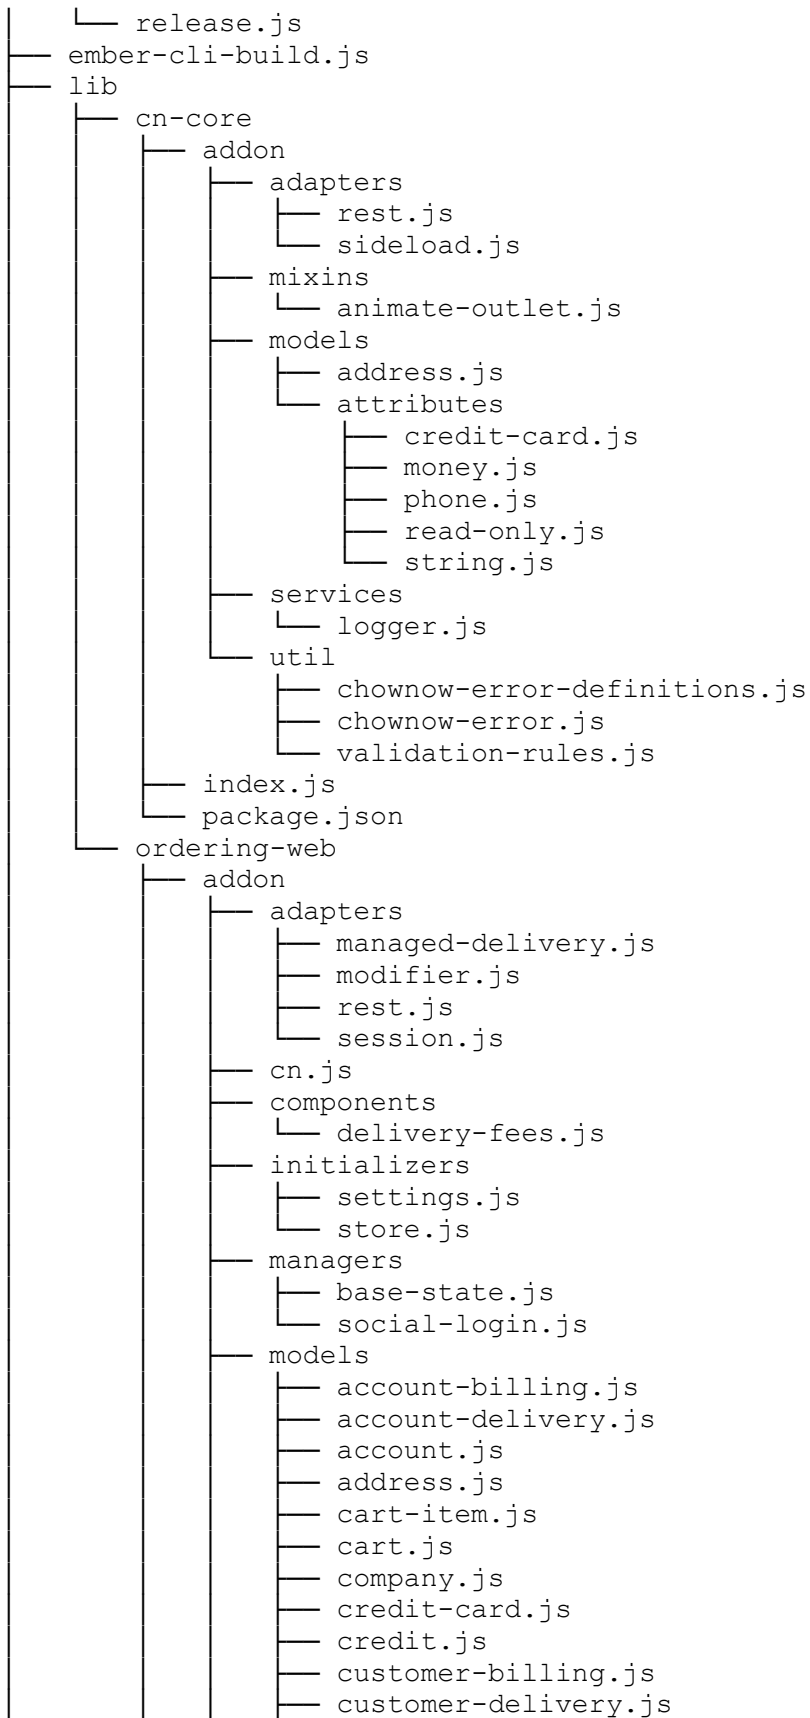 │   └── release.js
├── ember-cli-build.js
├── lib
│   ├── cn-core
│   │   ├── addon
│   │   │   ├── adapters
│   │   │   │   ├── rest.js
│   │   │   │   └── sideload.js
│   │   │   ├── mixins
│   │   │   │   └── animate-outlet.js
│   │   │   ├── models
│   │   │   │   ├── address.js
│   │   │   │   └── attributes
│   │   │   │       ├── credit-card.js
│   │   │   │       ├── money.js
│   │   │   │       ├── phone.js
│   │   │   │       ├── read-only.js
│   │   │   │       └── string.js
│   │   │   ├── services
│   │   │   │   └── logger.js
│   │   │   └── util
│   │   │       ├── chownow-error-definitions.js
│   │   │       ├── chownow-error.js
│   │   │       └── validation-rules.js
│   │   ├── index.js
│   │   └── package.json
│   └── ordering-web
│       ├── addon
│       │   ├── adapters
│       │   │   ├── managed-delivery.js
│       │   │   ├── modifier.js
│       │   │   ├── rest.js
│       │   │   └── session.js
│       │   ├── cn.js
│       │   ├── components
│       │   │   └── delivery-fees.js
│       │   ├── initializers
│       │   │   ├── settings.js
│       │   │   └── store.js
│       │   ├── managers
│       │   │   ├── base-state.js
│       │   │   └── social-login.js
│       │   ├── models
│       │   │   ├── account-billing.js
│       │   │   ├── account-delivery.js
│       │   │   ├── account.js
│       │   │   ├── address.js
│       │   │   ├── cart-item.js
│       │   │   ├── cart.js
│       │   │   ├── company.js
│       │   │   ├── credit-card.js
│       │   │   ├── credit.js
│       │   │   ├── customer-billing.js
│       │   │   ├── customer-delivery.js